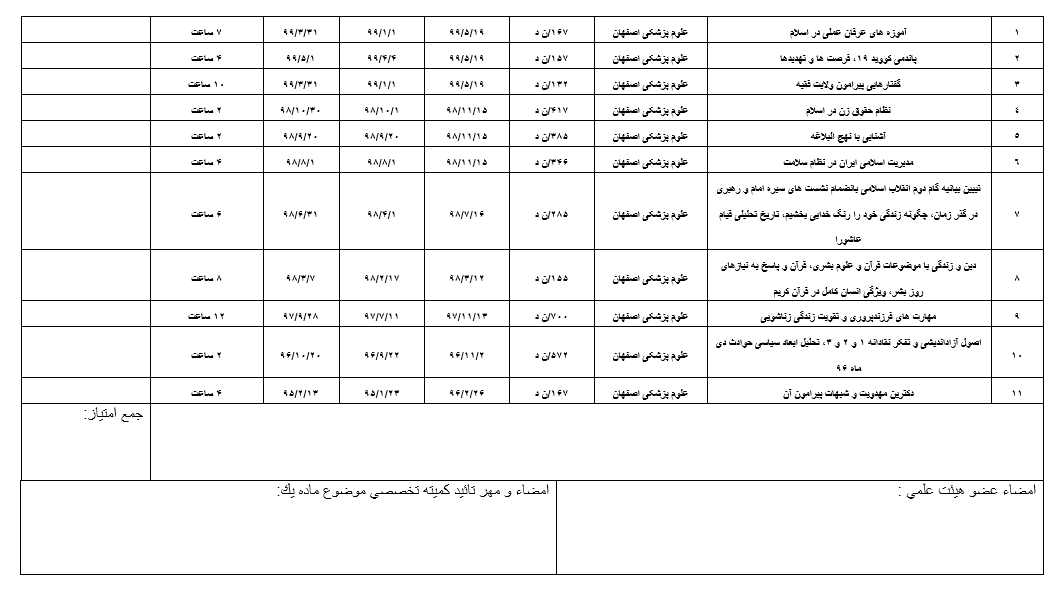 ۱ آموزه های عرفان عملی در اسلام علوم پزشکی اصفهان ۱۶۷/ن د ۹۹/۵/۱۹ ۹۹/۱/۱ ۹۹/۳/۳۱ ۷ ساعت
۲ پاندمی کووید ۱۹، فرصت ها و تهدیدها علوم پزشکی اصفهان ۱۵۷/ن د ۹۹/۵/۱۹ ۹۹/۴/۴ ۹۹/۵/۱ ۴ ساعت
۳ گفتارهایی پیرامون ولایت فقیه علوم پزشکی اصفهان ۱۳۲/ن د ۹۹/۵/۱۹ ۹۹/۱/۱ ۹۹/۳/۳۱ ۱۰ ساعت
۴ نظام حقوق زن در اسلام علوم پزشکی اصفهان ۴۱۷/ن د ۹۸/۱۱/۱۵ ۹۸/۱۰/۱ ۹۸/۱۰/۳۰ ۲ ساعت
۵ آشنایی با نهج البلاغه علوم پزشکی اصفهان ۳۸۵/ن د ۹۸/۱۱/۱۵ ۹۸/۹/۲۰ ۹۸/۹/۲۰ ۲ ساعت
۶ مدیریت اسلامی ایران در نظام سلامت علوم پزشکی اصفهان ۳۴۶/ن د ۹۸/۱۱/۱۵ ۹۸/۸/۱ ۹۸/۸/۱ ۴ ساعت
تبیین بیانیه گام دوم انقلاب اسلامی بانضمام نشست های سیره امام و رهبری
۷ در گذر زمان، چگونه زندگی خود را رنگ خدایی بخشیم، تاریخ تحلیلی قیام علوم پزشکی اصفهان ۲۸۵/ن د ۹۸/۷/۱۶ ۹۸/۴/۱ ۹۸/۶/۳۱ ۶ ساعت
عاشورا
دین و زندگی با موضوعات قرآن و علوم بشری، قرآن و پاسخ به نیازهای
۸ روز بشر، ویژگی انسان کامل در قرآن کریم علوم پزشکی اصفهان ۱۵۵/ن د ۹۸/۳/۱۲ ۹۸/۲/۱۷ ۹۸/۳/۷ ۸ ساعت
۹ مهارت های فرزندپروری و تقویت زندگی زناشویی علوم پزشکی اصفهان ۷۰۰/ن د ۹۷/۱۱/۱۳ ۹۷/۷/۱۱ ۹۷/۹/۲۸ ۱۲ ساعت
اصول آزاداندیشی و تفکر نقادانه ۱ و ۲ و ۳، تحلیل ابعاد سیاسی حوادث دی
۱۰ ماه ۹۶ علوم پزشکی اصفهان ۵۷۲/ن د ۹۶/۱۱/۲ ۹۶/۹/۲۲ ۹۶/۱۰/۲۰ ۲ ساعت
۱۱ دکترین مهدویت و شبهات پیرامون آن علوم پزشکی اصفهان ۱۶۷/ن د ۹۶/۲/۲۶ ۹۵/۱/۲۳ ۹۵/۲/۱۳ ۴ ساعت
جمع امتیاز:
امضاء عضو هیئت علمي :
امضاء و مهر تائید کمیته تخصصي موضوع ماده یك: